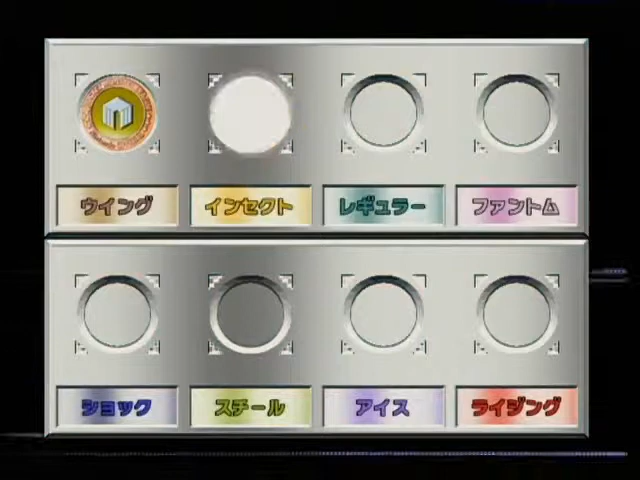 ウイング
インセクト
レギュラー
ファントム
ショック
スチール
アイス
ライジング